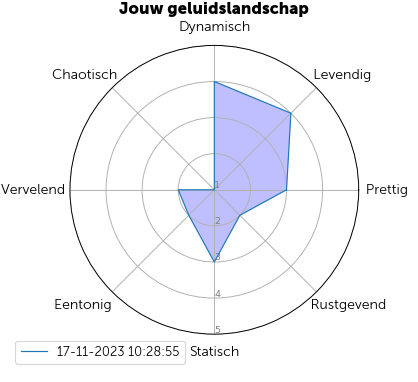 Jouw geluidslandschap
Dynamisch
Chaotisch
Levendig
Vervelend
1
Prettig
2
3
4
Eentonig
Rustgevend
5
17-11-2023 10:28:55
Statisch